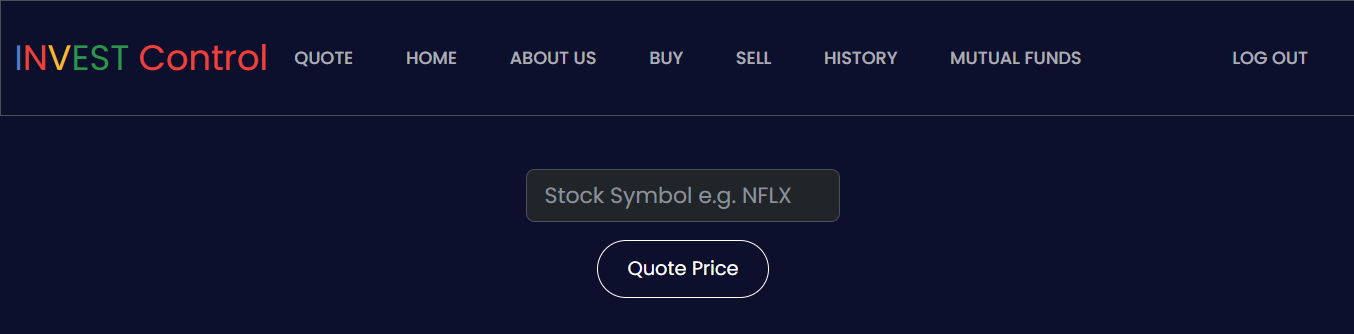 INVEST Control QUOTE HOME ABOUT US BUY SELL HISTORY MUTUAL FUNDS LOG OUT
Stock Symbol e.g. NFLX
Quote Price